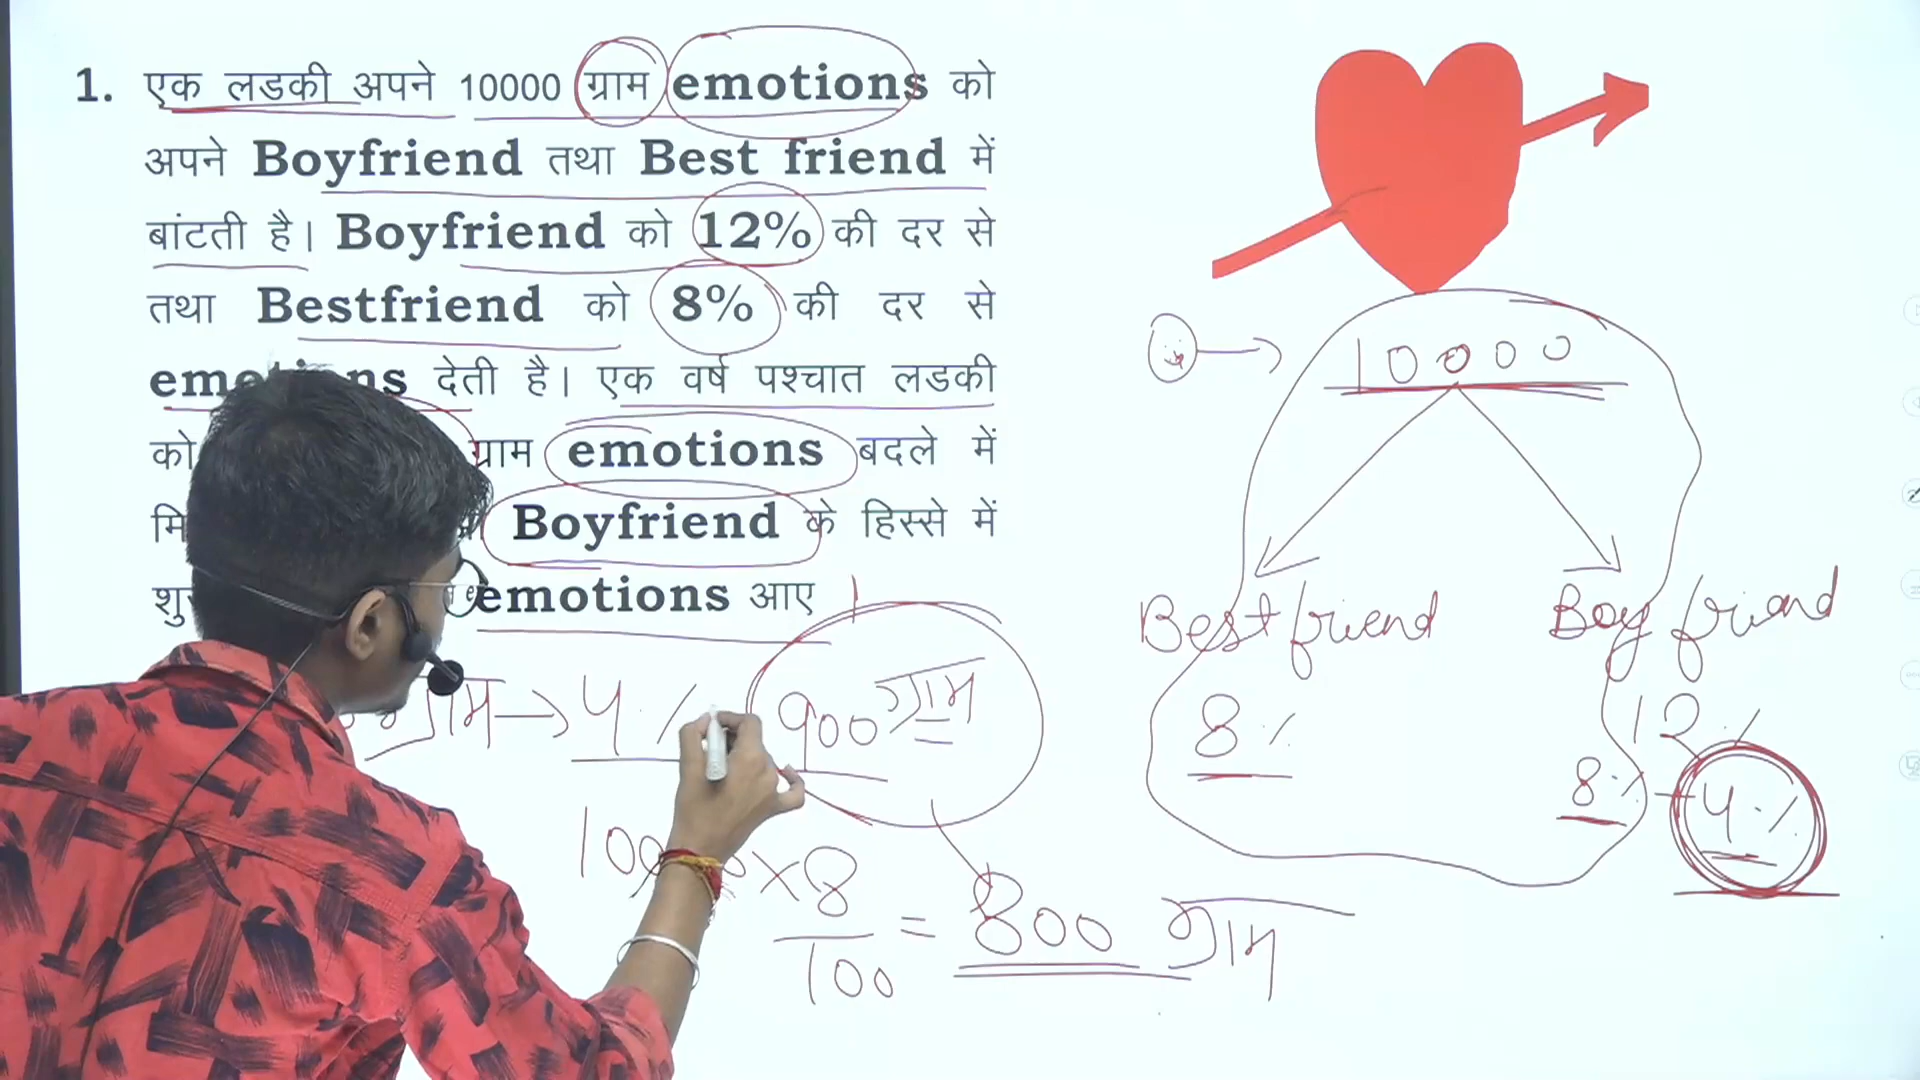 1. एक लडकी अपने 10000 ग्राम emotions को
अपने Boyfriend तथा Best friend में
बांटती है। Boyfriend को 12% की दर से
तथा Bestfriend को 8% की दर से
emotions देती है। एक वर्ष पश्चात लडकी
को ग्राम emotions बदले में
Boyfriend के हिस्से में
emotions आए
10000
Best friend
Boy friend
8%
12%
8% 4%
ग्राम → 4%
900 ग्राम
× 8
100
= 800 ग्राम